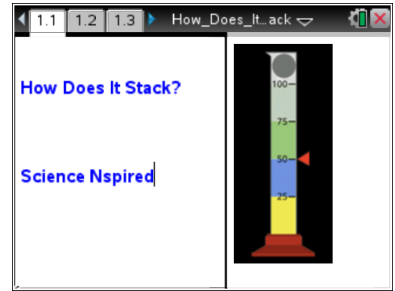 1.1 1.2 1.3 How_Does_It...ack
How Does It Stack?
Science Nspired
100
75
50
25